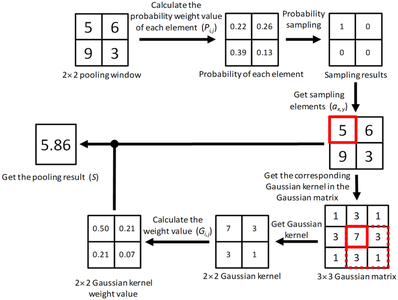 Calculate the
probability weight value
of each element (Pi,j)
Probability
sampling
5 6
9 3
0.22 0.26
0.39 0.13
1 0
0 0
2×2 pooling window
Probability of each element
Sampling results
Get sampling
elements (ax,y)
5.86
5 6
9 3
Get the pooling result (S)
Get the corresponding
Gaussian kernel in the
Gaussian matrix
0.50 0.21
0.21 0.07
Calculate the
weight value (Gi,j)
7 3
3 1
Get Gaussian
kernel
1 3 1
3 7 3
1 3 1
2×2 Gaussian kernel
weight value
2×2 Gaussian kernel
3×3 Gaussian matrix